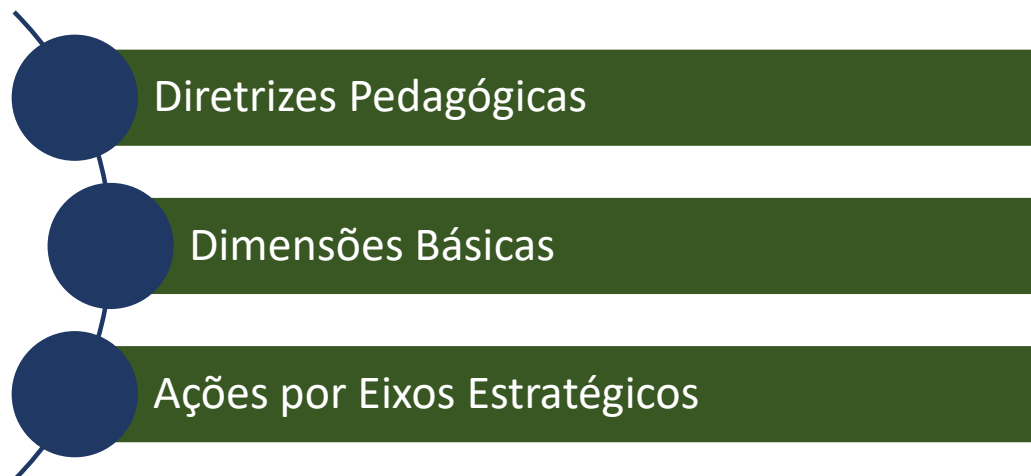 Diretrizes Pedagógicas
Dimensões Básicas
Ações por Eixos Estratégicos